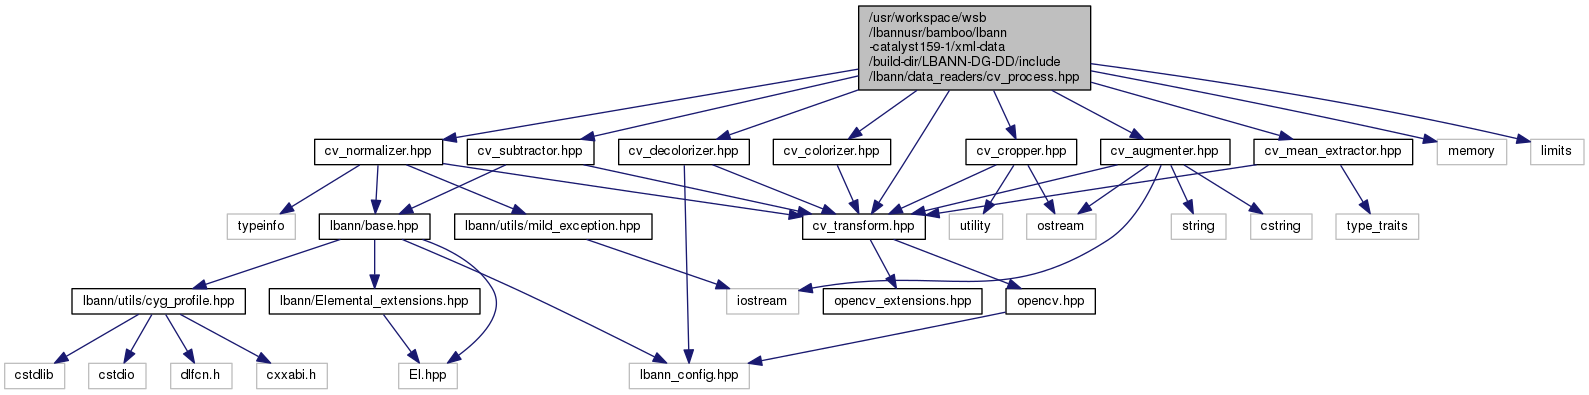 /usr/workspace/wsb
/lbannusr/bamboo/lbann
-catalyst159-1/xml-data
/build-dir/LBANN-DG-DD/include
/lbann/data_readers/cv_process.hpp
cv_normalizer.hpp
cv_subtractor.hpp
cv_decolorizer.hpp
cv_colorizer.hpp
cv_cropper.hpp
cv_augmenter.hpp
cv_mean_extractor.hpp
memory
limits
typeinfo
lbann/base.hpp
lbann/utils/mild_exception.hpp
cv_transform.hpp
utility
ostream
string
cstring
type_traits
lbann/utils/cyg_profile.hpp
lbann/Elemental_extensions.hpp
iostream
opencv_extensions.hpp
opencv.hpp
cstdlib
cstdio
dlfcn.h
cxxabi.h
El.hpp
lbann_config.hpp